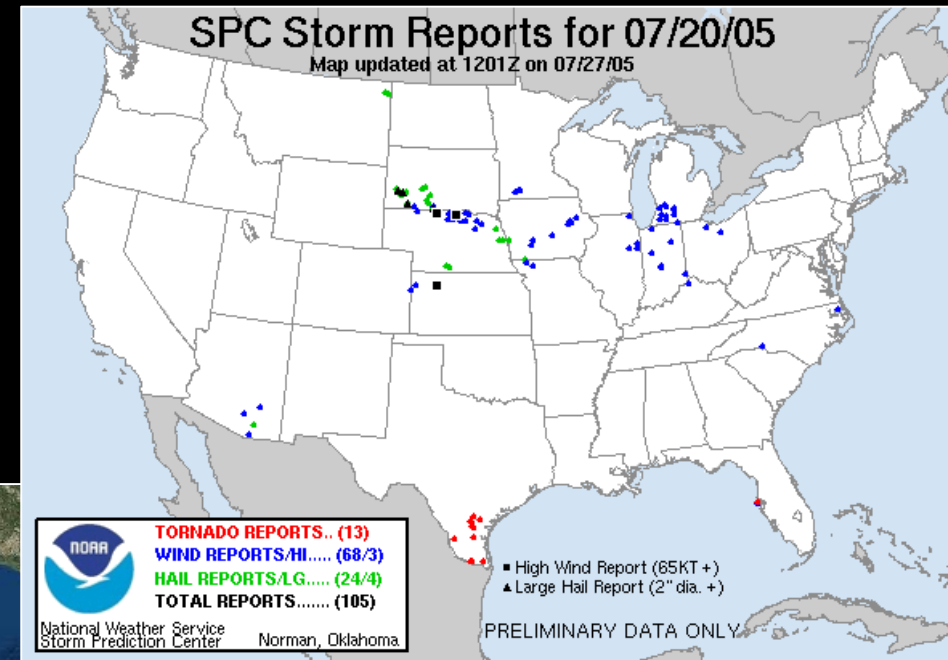 SPC Storm Reports for 07/20/05
Map updated at 1201Z on 07/27/05
NOAA
TORNADO REPORTS.. (13)
WIND REPORTS/HI..... (68/3)
HAIL REPORTS/LG..... (24/4)
TOTAL REPORTS....... (105)
National Weather Service
Storm Prediction Center Norman, Oklahoma
High Wind Report (65KT +)
Large Hail Report (2" dia. +)
PRELIMINARY DATA ONLY